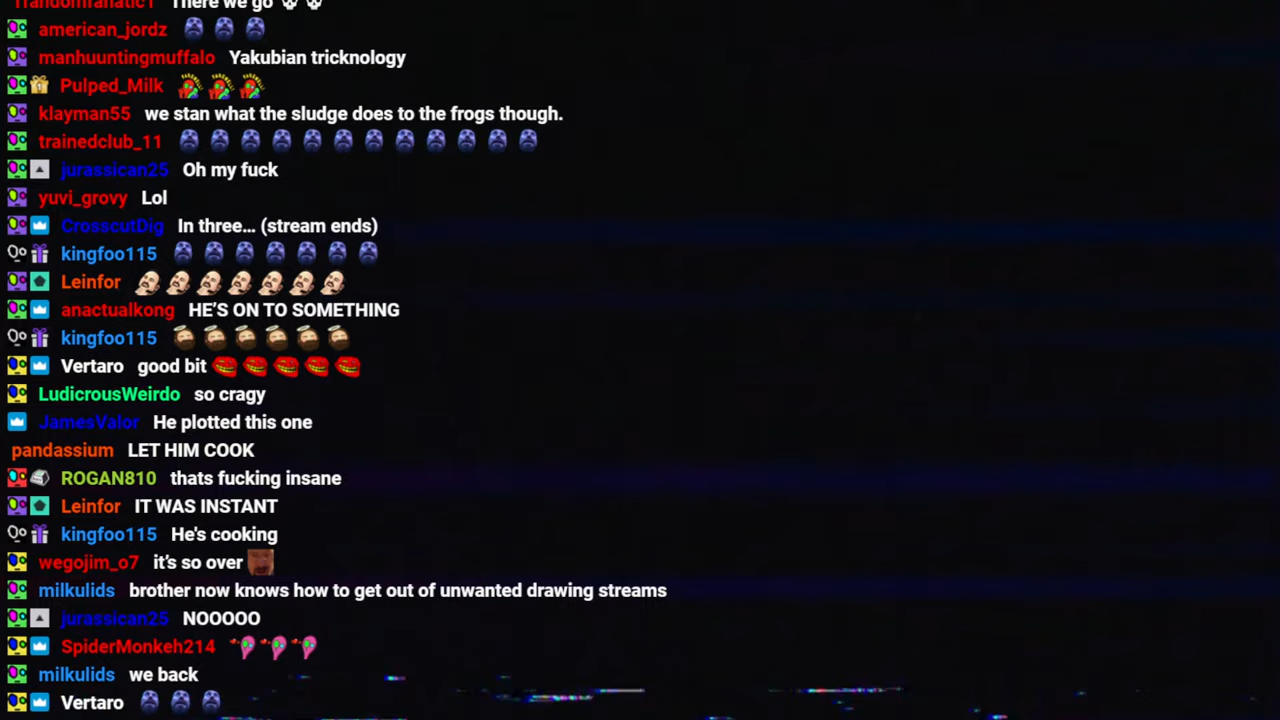 1randomfanatic1 There we go
american_jordz
manhuuntingmuffalo Yakubian tricknology
Pulped_Milk
klayman55 we stan what the sludge does to the frogs though.
trainedclub_11
jurassican25 Oh my fuck
yuvi_grovy Lol
CrosscutDig In three… (stream ends)
kingfoo115
Leinfor
anactualkong HE'S ON TO SOMETHING
kingfoo115
Vertaro good bit
LudicrousWeirdo so cragy
JamesValor He plotted this one
pandassium LET HIM COOK
ROGAN810 thats fucking insane
Leinfor IT WAS INSTANT
kingfoo115 He's cooking
wegojim_o7 it's so over
milkulids brother now knows how to get out of unwanted drawing streams
jurassican25 NOOOOO
SpiderMonkeh214
milkulids we back
Vertaro